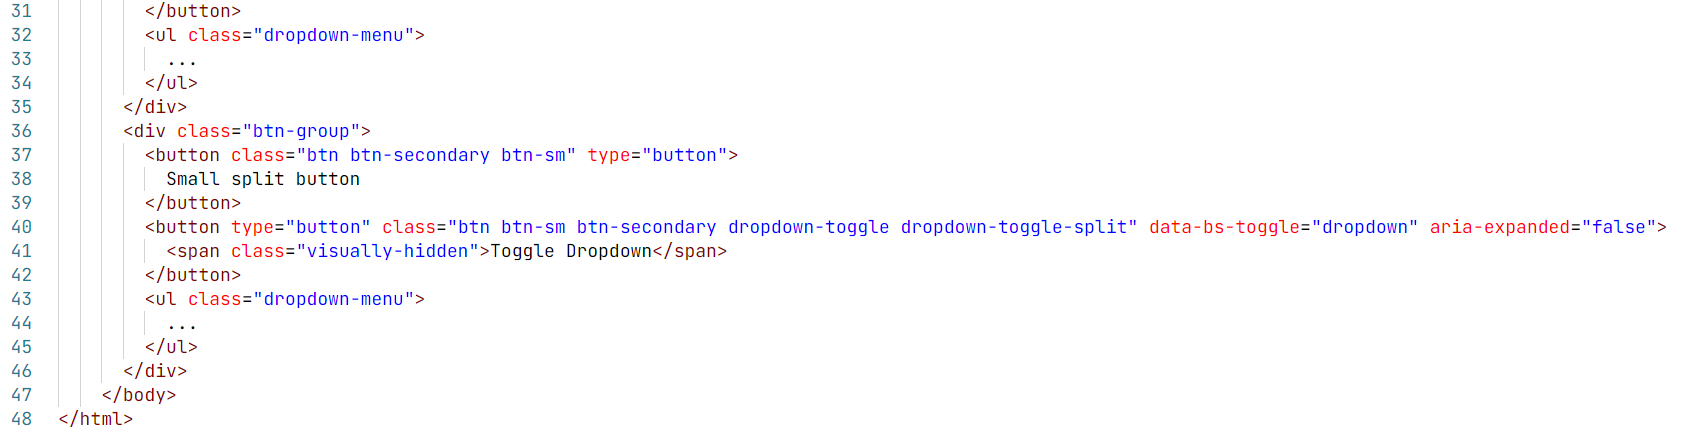 31 </button>
32 <ul class="dropdown-menu">
33 ...
34 </ul>
35 </div>
36 <div class="btn-group">
37 <button class="btn btn-secondary btn-sm" type="button">
38 Small split button
39 </button>
40 <button type="button" class="btn btn-sm btn-secondary dropdown-toggle dropdown-toggle-split" data-bs-toggle="dropdown" aria-expanded="false">
41 <span class="visually-hidden">Toggle Dropdown</span>
42 </button>
43 <ul class="dropdown-menu">
44 ...
45 </ul>
46 </div>
47 </body>
48 </html>